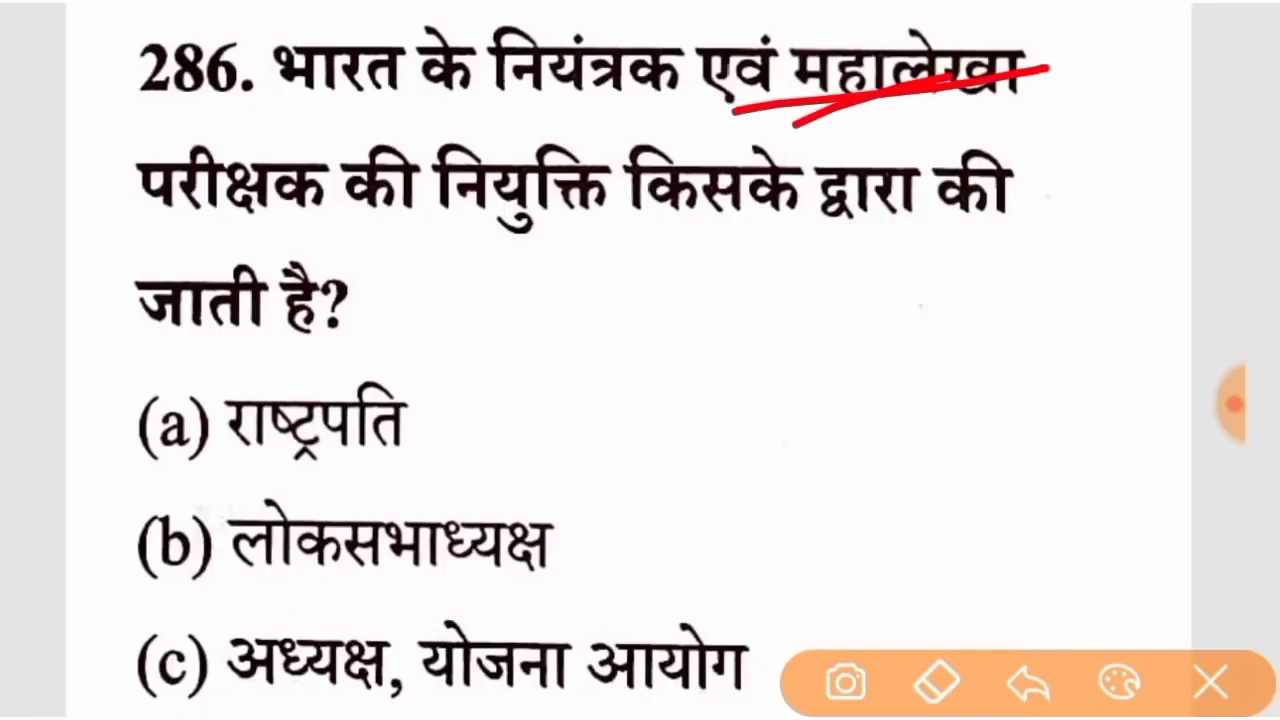 286. भारत के नियंत्रक एवं महालेखा
परीक्षक की नियुक्ति किसके द्वारा की
जाती है?
(a) राष्ट्रपति
(b) लोकसभाध्यक्ष
(c) अध्यक्ष, योजना आयोग